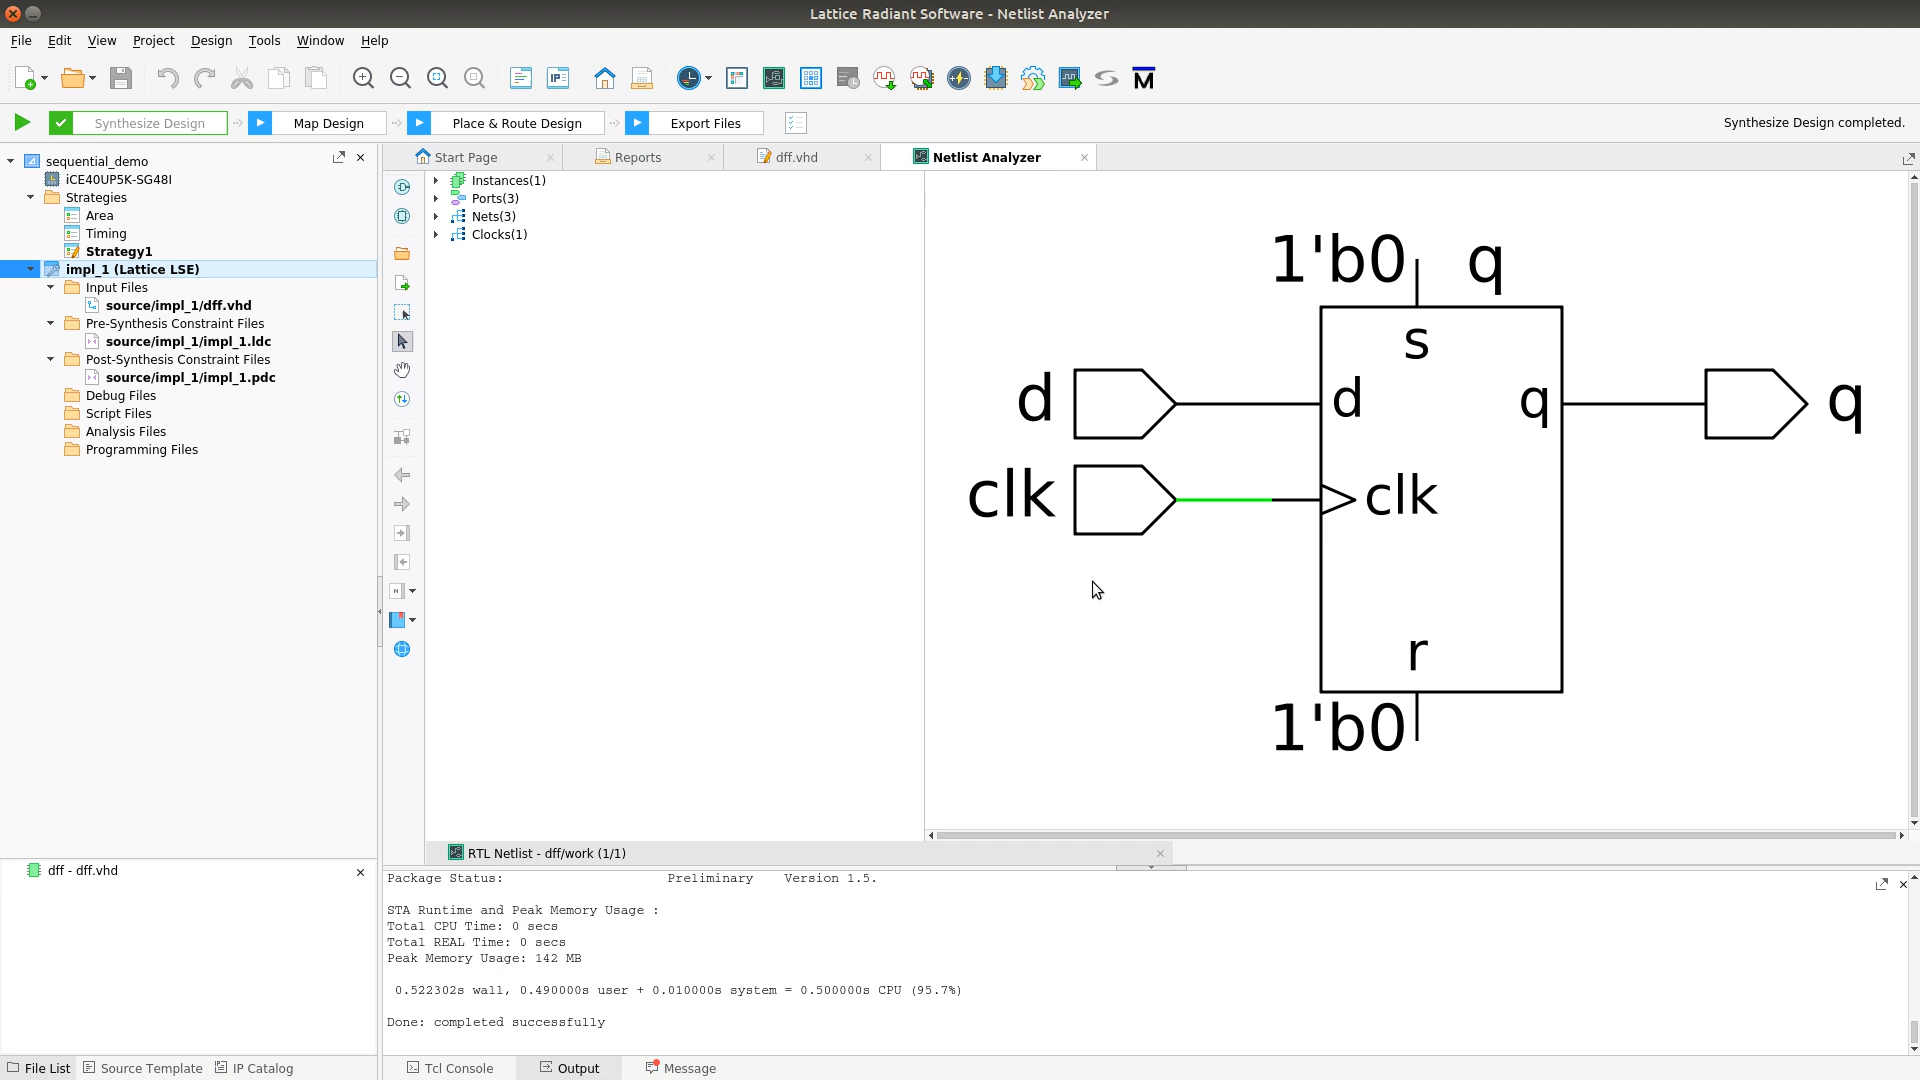 Lattice Radiant Software - Netlist Analyzer
File Edit View Project Design Tools Window Help
IP
M
Synthesize Design Map Design Place & Route Design Export Files Synthesize Design completed.
sequential_demo
iCE40UP5K-SG48I
Strategies
Area
Timing
Strategy1
impl_1 (Lattice LSE)
Input Files
source/impl_1/dff.vhd
Pre-Synthesis Constraint Files
source/impl_1/impl_1.ldc
Post-Synthesis Constraint Files
source/impl_1/impl_1.pdc
Debug Files
Script Files
Analysis Files
Programming Files
Start Page Reports dff.vhd Netlist Analyzer
Instances(1)
Ports(3)
Nets(3)
Clocks(1)
N
1'b0 q
s
d d q q
clk clk
r
1'b0
RTL Netlist - dff/work (1/1)
dff - dff.vhd
Package Status: Preliminary Version 1.5.
STA Runtime and Peak Memory Usage :
Total CPU Time: 0 secs
Total REAL Time: 0 secs
Peak Memory Usage: 142 MB
0.522302s wall, 0.490000s user + 0.010000s system = 0.500000s CPU (95.7%)
Done: completed successfully
File List Source Template IP Catalog
Tcl Console Output Message